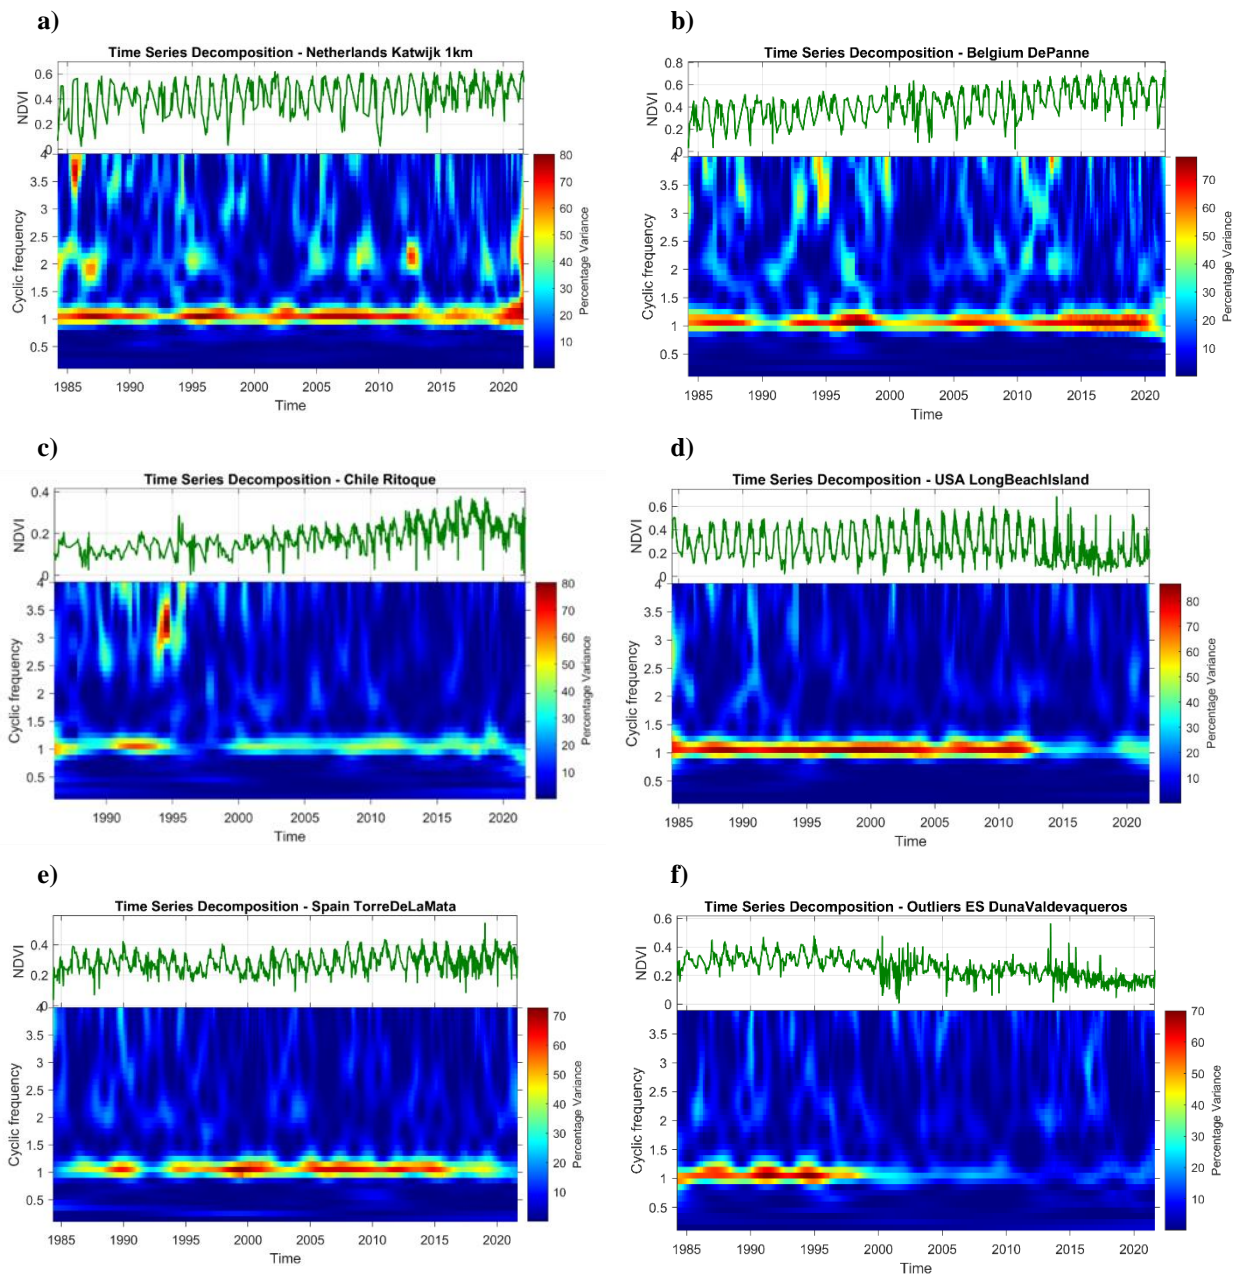 a)
Time Series Decomposition - Netherlands Katwijk 1km
NDVI
0.6
0.4
0.2
0
Cyclic frequency
4
3.5
3
2.5
2
1.5
1
0.5
1985 1990 1995 2000 2005 2010 2015 2020
Time
80
70
60
50
40
30
20
10
Percentage Variance
b)
Time Series Decomposition - Belgium DePanne
NDVI
0.8
0.6
0.4
0.2
0
Cyclic frequency
4
3.5
3
2.5
2
1.5
1
0.5
1985 1990 1995 2000 2005 2010 2015 2020
Time
70
60
50
40
30
20
10
Percentage Variance
c)
Time Series Decomposition - Chile Ritoque
NDVI
0.4
0.2
0
Cyclic frequency
4
3.5
3
2.5
2
1.5
1
0.5
1990 1995 2000 2005 2010 2015 2020
Time
80
70
60
50
40
30
20
10
Percentage Variance
d)
Time Series Decomposition - USA LongBeachIsland
NDVI
0.6
0.4
0.2
0
Cyclic frequency
4
3.5
3
2.5
2
1.5
1
0.5
1985 1990 1995 2000 2005 2010 2015 2020
Time
80
70
60
50
40
30
20
10
Percentage Variance
e)
Time Series Decomposition - Spain TorreDeLaMata
NDVI
0.4
0.2
0
Cyclic frequency
4
3.5
3
2.5
2
1.5
1
0.5
1985 1990 1995 2000 2005 2010 2015 2020
Time
70
60
50
40
30
20
10
Percentage Variance
f)
Time Series Decomposition - Outliers ES DunaValdevaqueros
NDVI
0.6
0.4
0.2
0
Cyclic frequency
3.5
3
2.5
2
1.5
1
0.5
1985 1990 1995 2000 2005 2010 2015 2020
Time
70
60
50
40
30
20
10
Percentage Variance